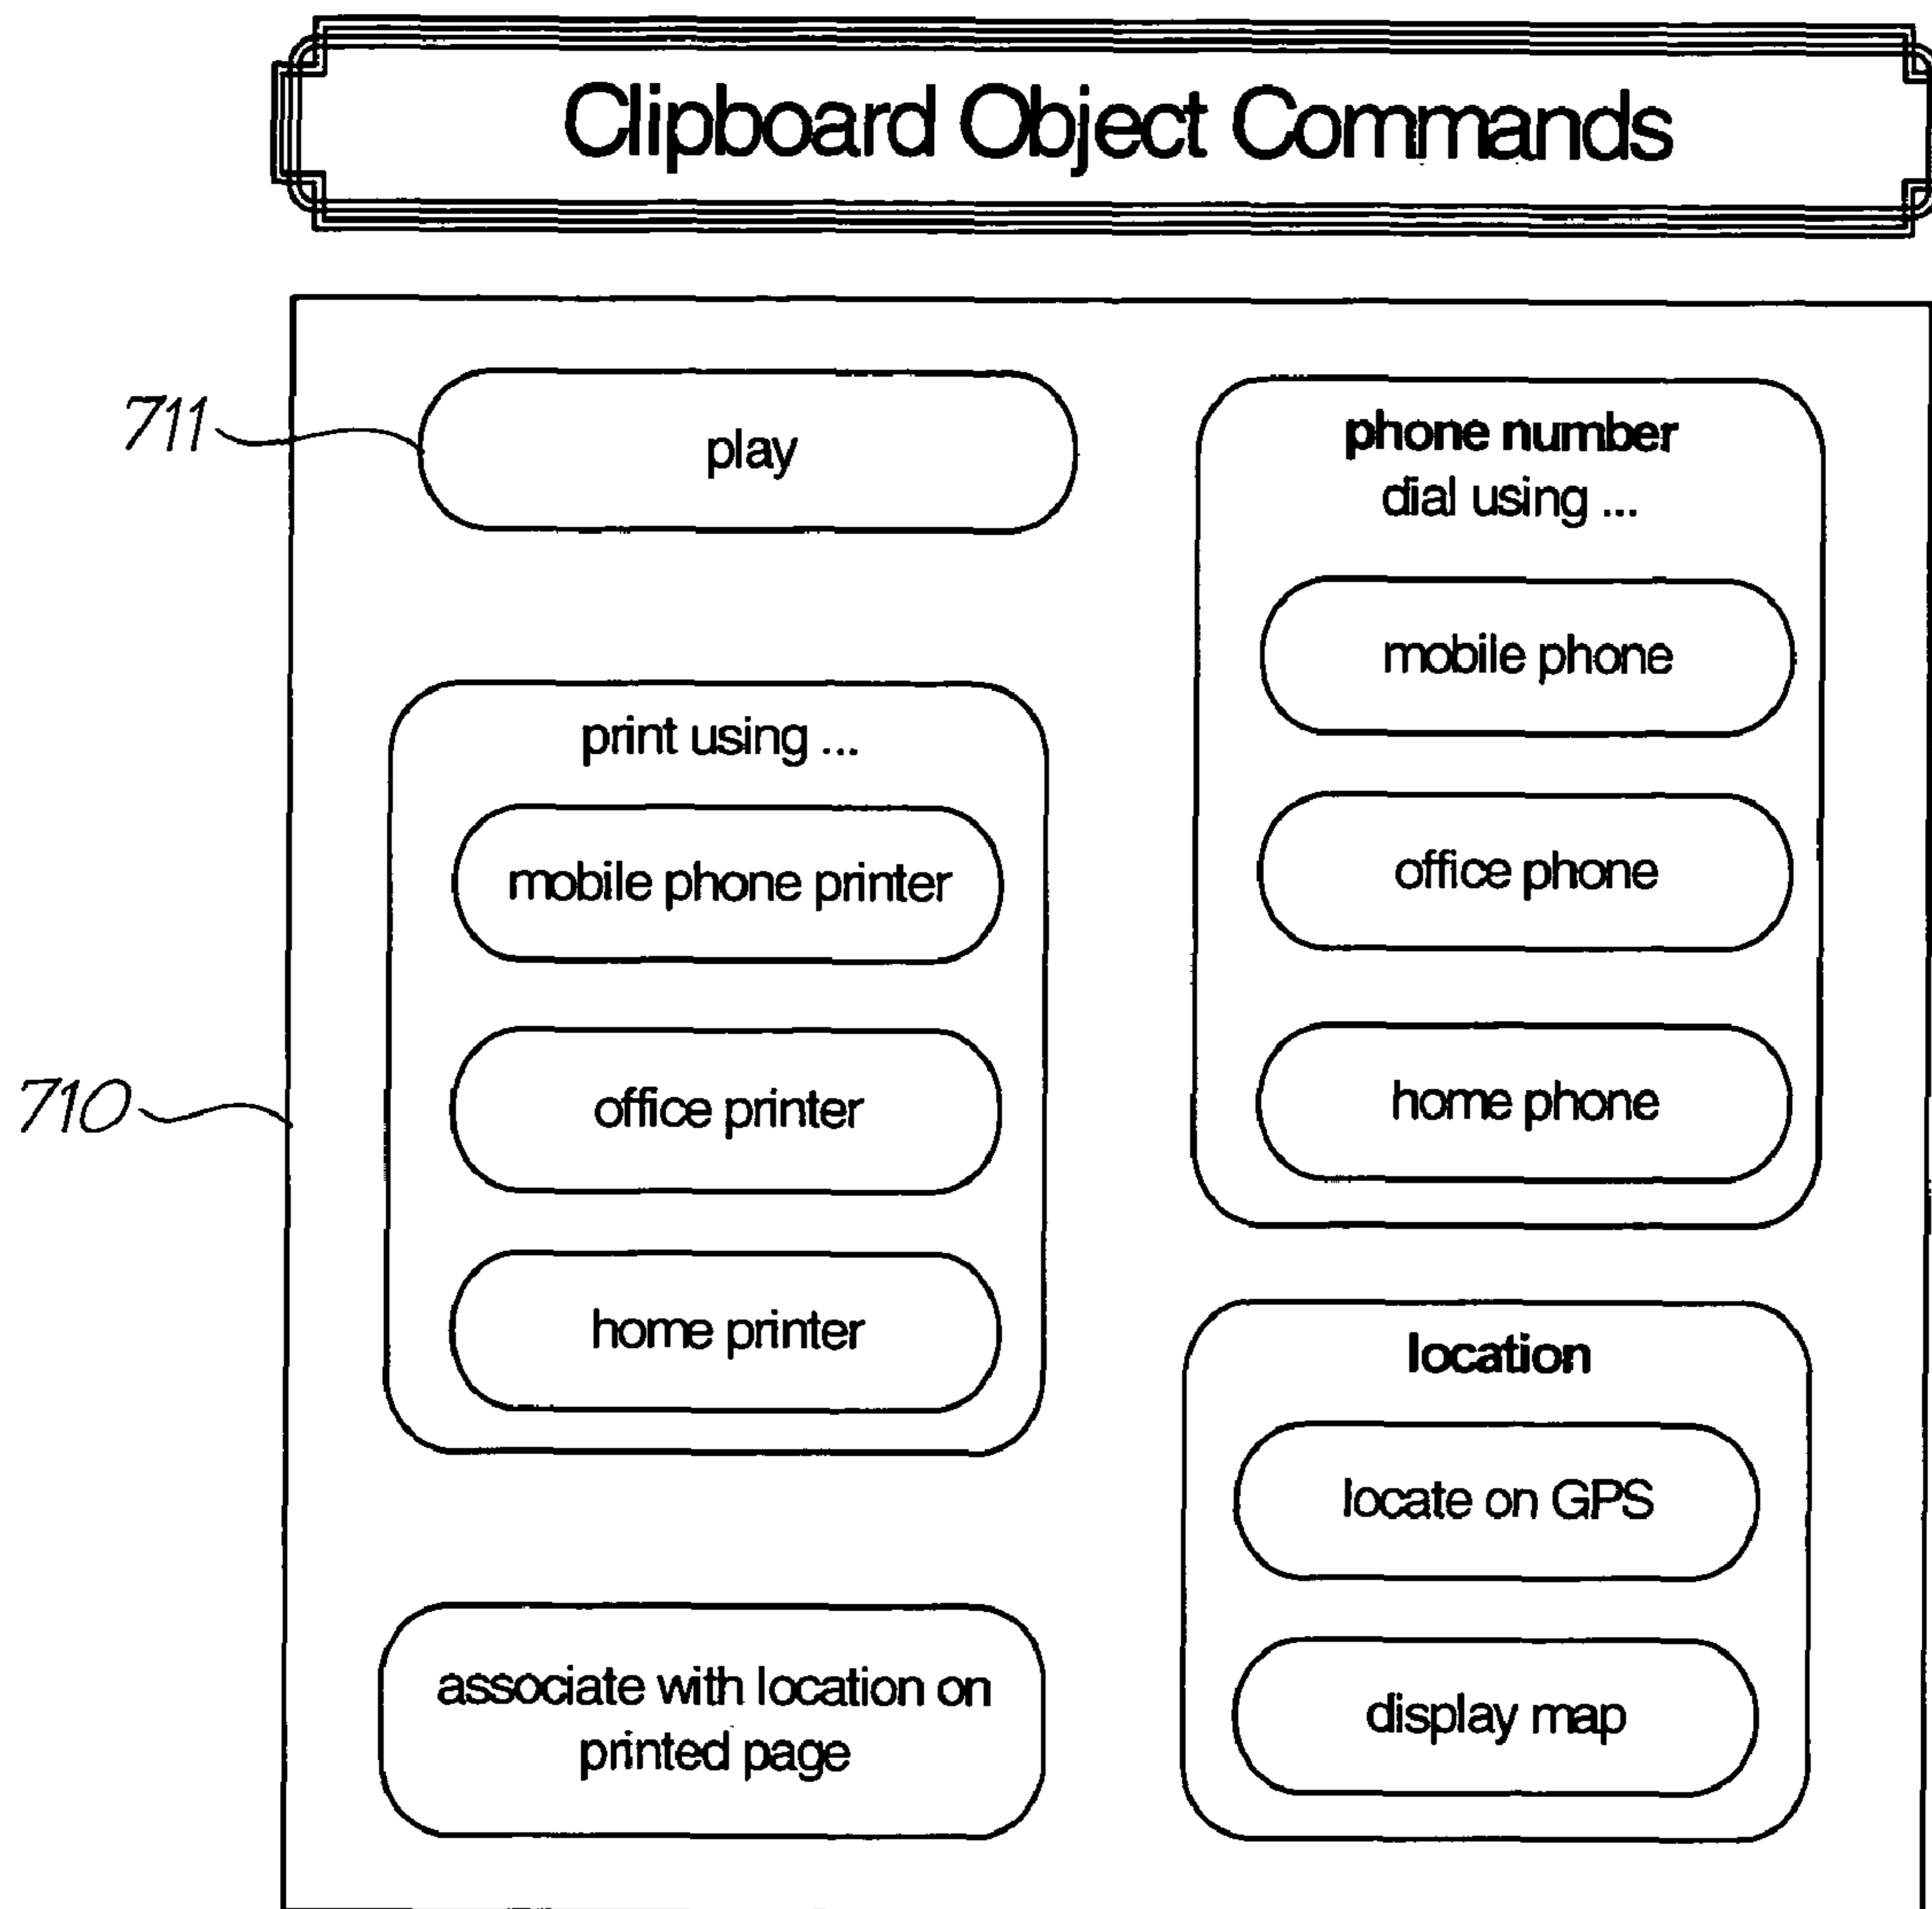 Clipboard Object Commands
711
play
print using ...
mobile phone printer
office printer
home printer
710
associate with location on
printed page
phone number
dial using ...
mobile phone
office phone
home phone
location
locate on GPS
display map